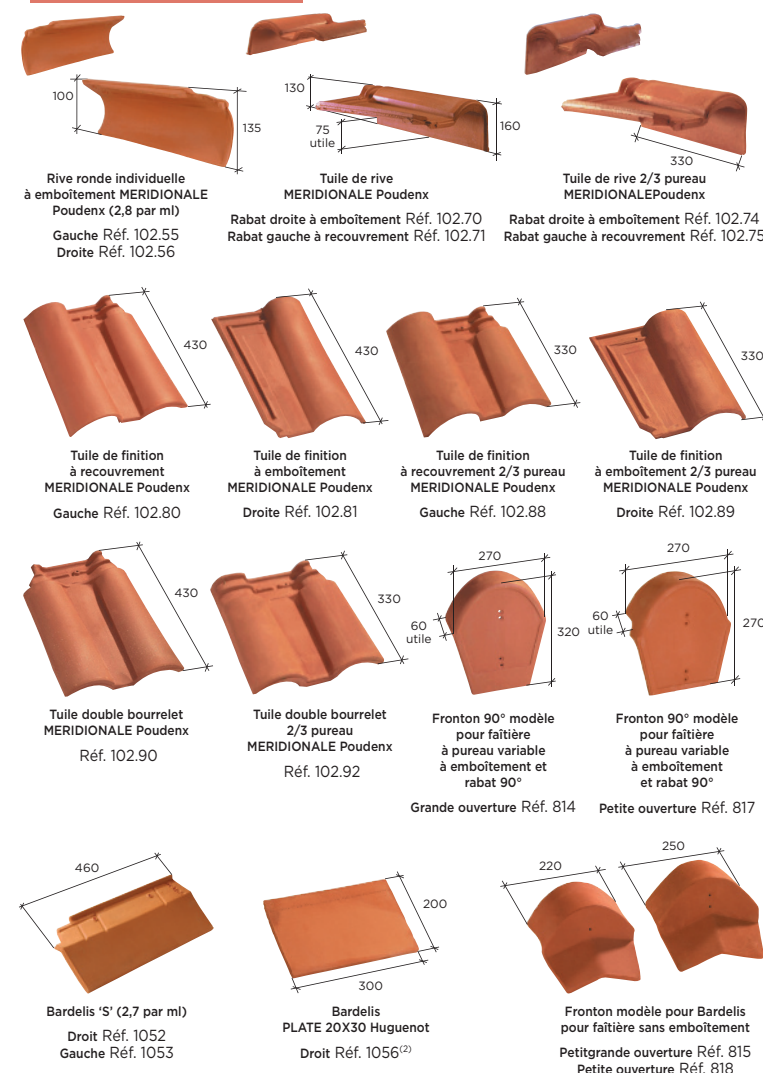 100
135
130
75
utile
160
330
Rive ronde individuelle
à emboîtement MERIDIONALE
Poudenx (2,8 par ml)
Gauche Réf. 102.55
Droite Réf. 102.56
Tuile de rive
MERIDIONALE Poudenx
Rabat droite à emboîtement Réf. 102.70
Rabat gauche à recouvrement Réf. 102.71
Tuile de rive 2/3 pureau
MERIDIONALEPoudenx
Rabat droite à emboîtement Réf. 102.74
Rabat gauche à recouvrement Réf. 102.75
430
430
330
330
Tuile de finition
à recouvrement
MERIDIONALE Poudenx
Gauche Réf. 102.80
Tuile de finition
à emboîtement
MERIDIONALE Poudenx
Droite Réf. 102.81
Tuile de finition
à recouvrement 2/3 pureau
MERIDIONALE Poudenx
Gauche Réf. 102.88
Tuile de finition
à emboîtement 2/3 pureau
MERIDIONALE Poudenx
Droite Réf. 102.89
430
330
270
60
utile
320
270
60
utile
270
Tuile double bourrelet
MERIDIONALE Poudenx
Réf. 102.90
Tuile double bourrelet
2/3 pureau
MERIDIONALE Poudenx
Réf. 102.92
Fronton 90° modèle
pour faîtière
à pureau variable
à emboîtement et
rabat 90°
Grande ouverture Réf. 814
Fronton 90° modèle
pour faîtière
à pureau variable
à emboîtement
et rabat 90°
Petite ouverture Réf. 817
460
200
300
220
250
Bardelis ‘S’ (2,7 par ml)
Droit Réf. 1052
Gauche Réf. 1053
Bardelis
PLATE 20X30 Huguenot
Droit Réf. 1056(2)
Fronton modèle pour Bardelis
pour faîtière sans emboîtement
Petitgrande ouverture Réf. 815
Petite ouverture Réf. 818